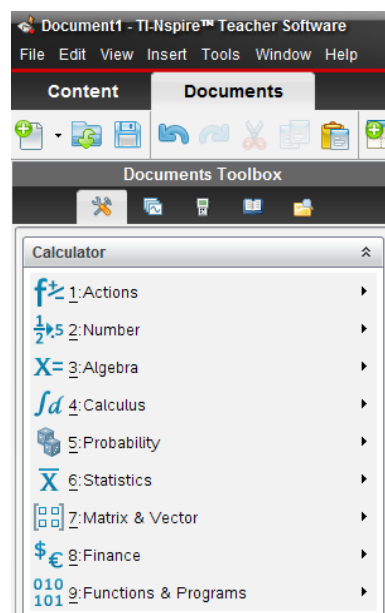 Document1 - TI-Nspire™ Teacher Software
File Edit View Insert Tools Window Help
Content Documents
Documents Toolbox
Calculator
1:Actions
2:Number
3:Algebra
4:Calculus
5:Probability
6:Statistics
7:Matrix & Vector
8:Finance
9:Functions & Programs